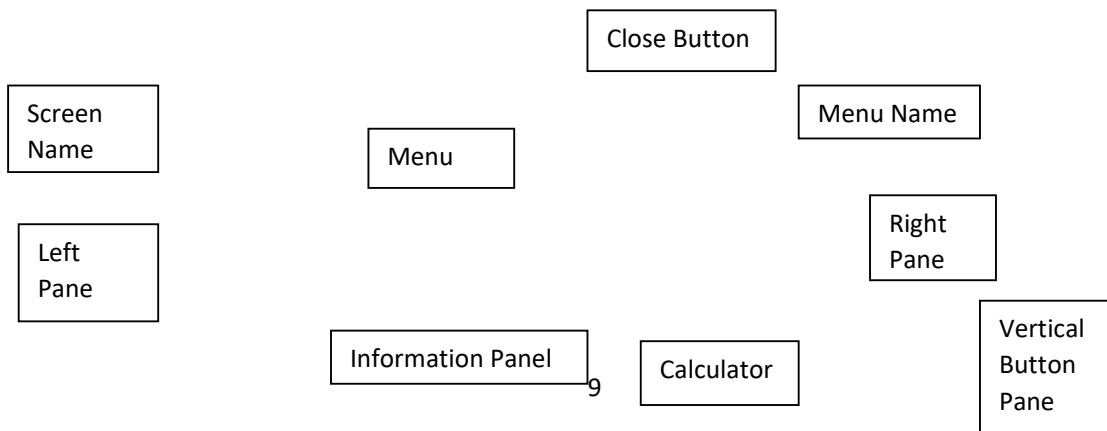 Close Button
Screen
Name
Menu Name
Menu
Right
Pane
Left
Pane
Vertical
Button
Pane
Information Panel
Calculator
9